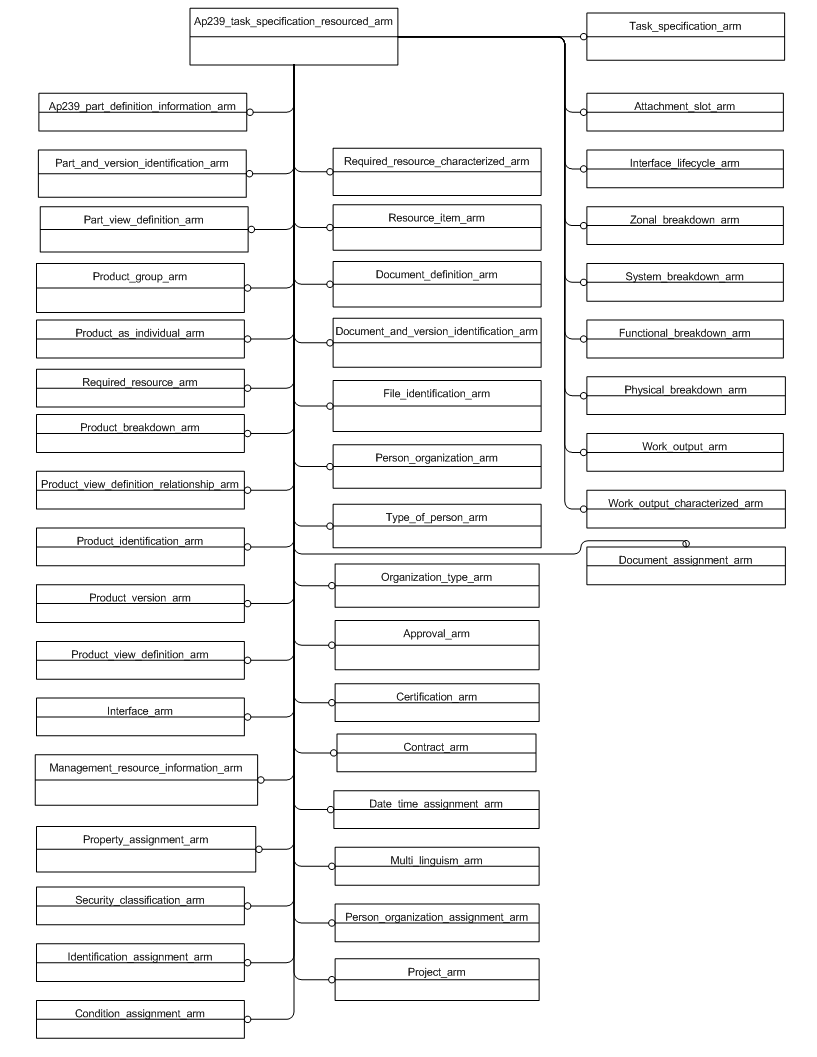 Ap239_task_specification_resourced_arm
Task_specification_arm
Ap239_part_definition_information_arm
Part_and_version_identification_arm
Part_view_definition_arm
Product_group_arm
Product_as_individual_arm
Required_resource_arm
Product_breakdown_arm
Product_view_definition_relationship_arm
Product_identification_arm
Product_version_arm
Product_view_definition_arm
Interface_arm
Management_resource_information_arm
Property_assignment_arm
Security_classification_arm
Identification_assignment_arm
Condition_assignment_arm
Required_resource_characterized_arm
Resource_item_arm
Document_definition_arm
Document_and_version_identification_arm
File_identification_arm
Person_organization_arm
Type_of_person_arm
Organization_type_arm
Approval_arm
Certification_arm
Contract_arm
Date_time_assignment_arm
Multi_linguism_arm
Person_organization_assignment_arm
Project_arm
Attachment_slot_arm
Interface_lifecycle_arm
Zonal_breakdown_arm
System_breakdown_arm
Functional_breakdown_arm
Physical_breakdown_arm
Work_output_arm
Work_output_characterized_arm
Document_assignment_arm